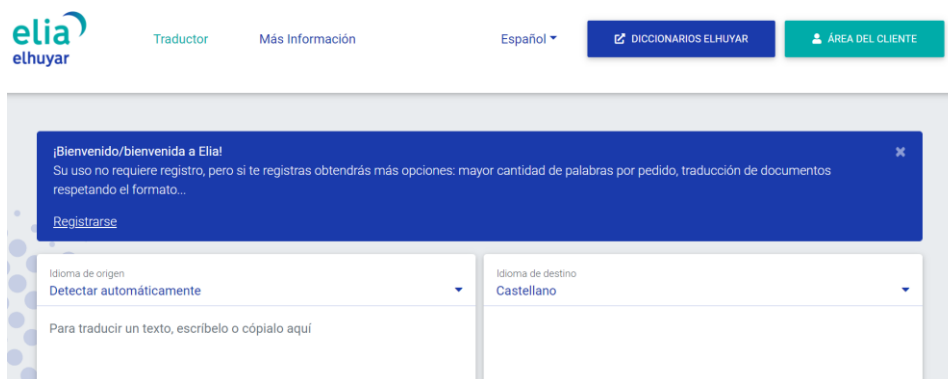 elia
elhuyar
Traductor
Más Información
Español
DICCIONARIOS ELHUYAR
ÁREA DEL CLIENTE
¡Bienvenido/bienvenida a Elia!
Su uso no requiere registro, pero si te registras obtendrás más opciones: mayor cantidad de palabras por pedido, traducción de documentos
respetando el formato...
Registrarse
Idioma de origen
Detectar automáticamente
Idioma de destino
Castellano
Para traducir un texto, escríbelo o cópialo aquí